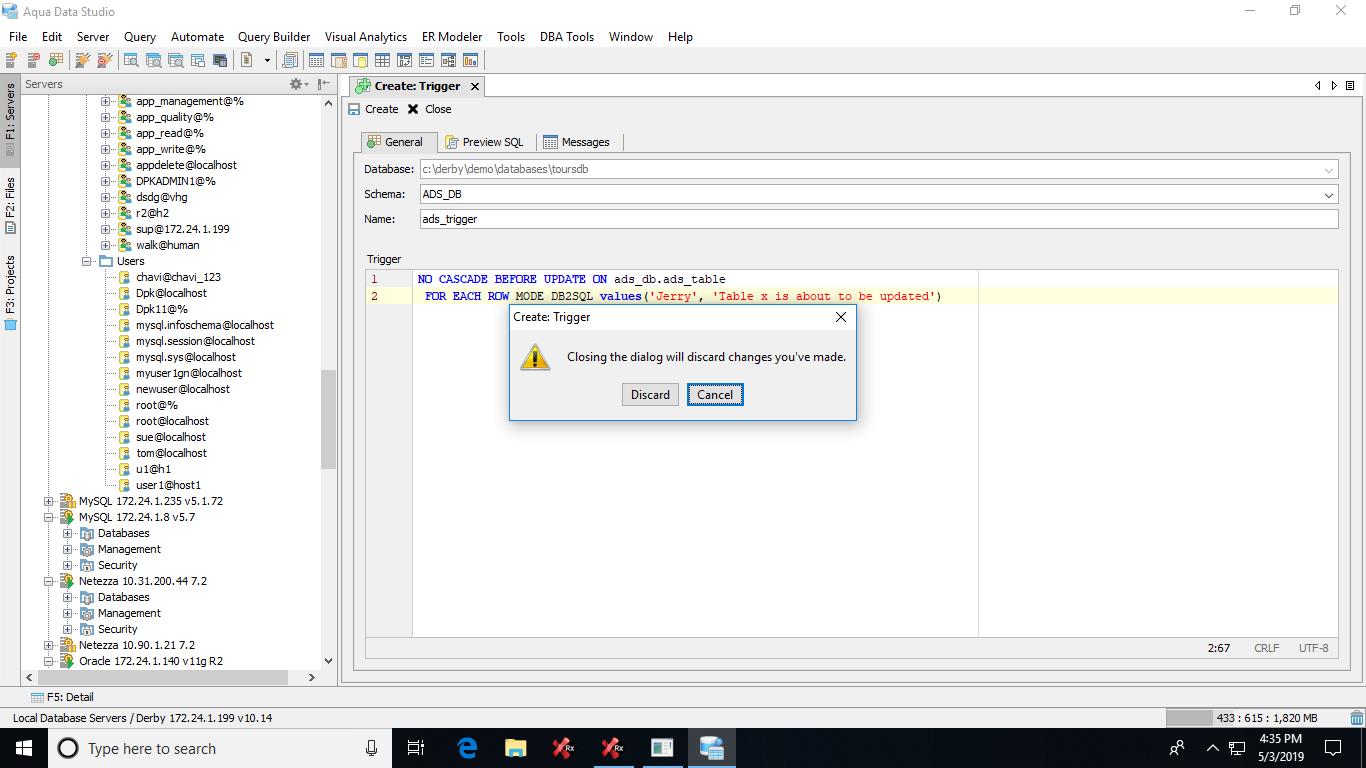 Aqua Data Studio
File Edit Server Query Automate Query Builder Visual Analytics ER Modeler Tools DBA Tools Window Help
F1: Servers
F2: Files
F3: Projects
Servers
app_management@%
app_quality@%
app_read@%
app_write@%
appdelete@localhost
DPKADMIN1@%
dsdg@vhg
r2@h2
sup@172.24.1.199
walk@human
Users
chavi@chavi_123
Dpk@localhost
Dpk11@%
mysql.infoschema@localhost
mysql.session@localhost
mysql.sys@localhost
myuser1gn@localhost
newuser@localhost
root@%
root@localhost
sue@localhost
tom@localhost
u1@h1
user1@host1
MySQL 172.24.1.235 v5.1.72
MySQL 172.24.1.8 v5.7
Databases
Management
Security
Netezza 10.31.200.44 7.2
Databases
Management
Security
Netezza 10.90.1.21 7.2
Oracle 172.24.1.140 v11g R2
Create: Trigger
Create Close
General Preview SQL Messages
Database: c:\derby\demo\databases\toursdb
Schema: ADS_DB
Name: ads_trigger
Trigger
1 NO CASCADE BEFORE UPDATE ON ads_db.ads_table
2 FOR EACH ROW MODE DB2SQL values('Jerry', 'Table x is about to be updated')
Create: Trigger
Closing the dialog will discard changes you've made.
Discard Cancel
2:67 CRLF UTF-8
F5: Detail
Local Database Servers / Derby 172.24.1.199 v10.14
433 : 615 : 1,820 MB
Type here to search
Rx
Rx
4:35 PM
5/3/2019